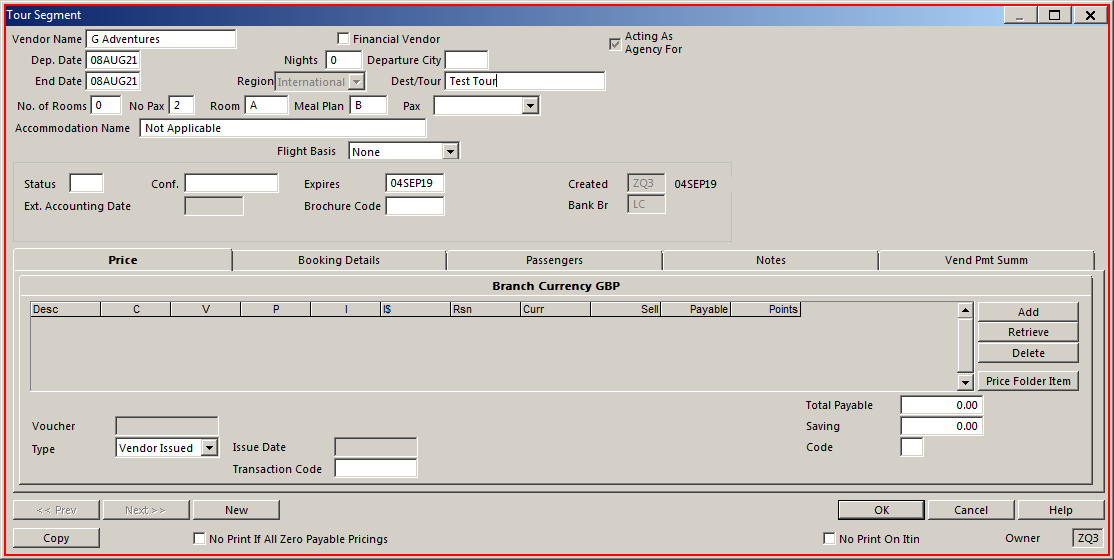 Tour Segment
Vendor Name G Adventures Financial Vendor Acting As Agency For
Dep. Date 08AUG21 Nights 0 Departure City
End Date 08AUG21 Region International Dest/Tour Test Tour
No. of Rooms 0 No Pax 2 Room A Meal Plan B Pax
Accommodation Name Not Applicable
Flight Basis None
Status Conf. Expires 04SEP19 Created ZQ3 04SEP19
Ext. Accounting Date Brochure Code Bank Br LC
Price Booking Details Passengers Notes Vend Pmt Summ
Branch Currency GBP
Desc C V P I I$ Rsn Curr Sell Payable Points
Add
Retrieve
Delete
Price Folder Item
Total Payable 0.00
Voucher Saving 0.00
Type Vendor Issued Issue Date Code
Transaction Code
<< Prev Next >> New OK Cancel Help
Copy No Print If All Zero Payable Pricings No Print On Itin Owner ZQ3